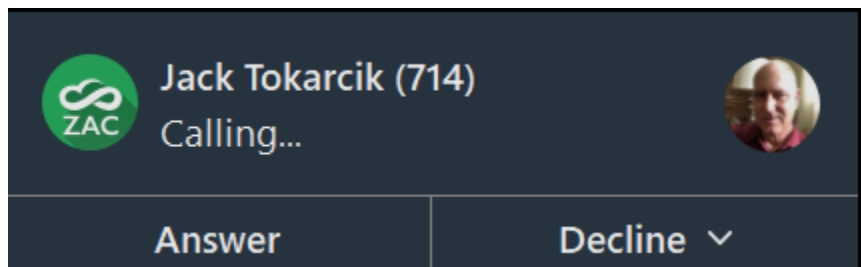 ZAC
Jack Tokarcik (714)
Calling...
Answer
Decline